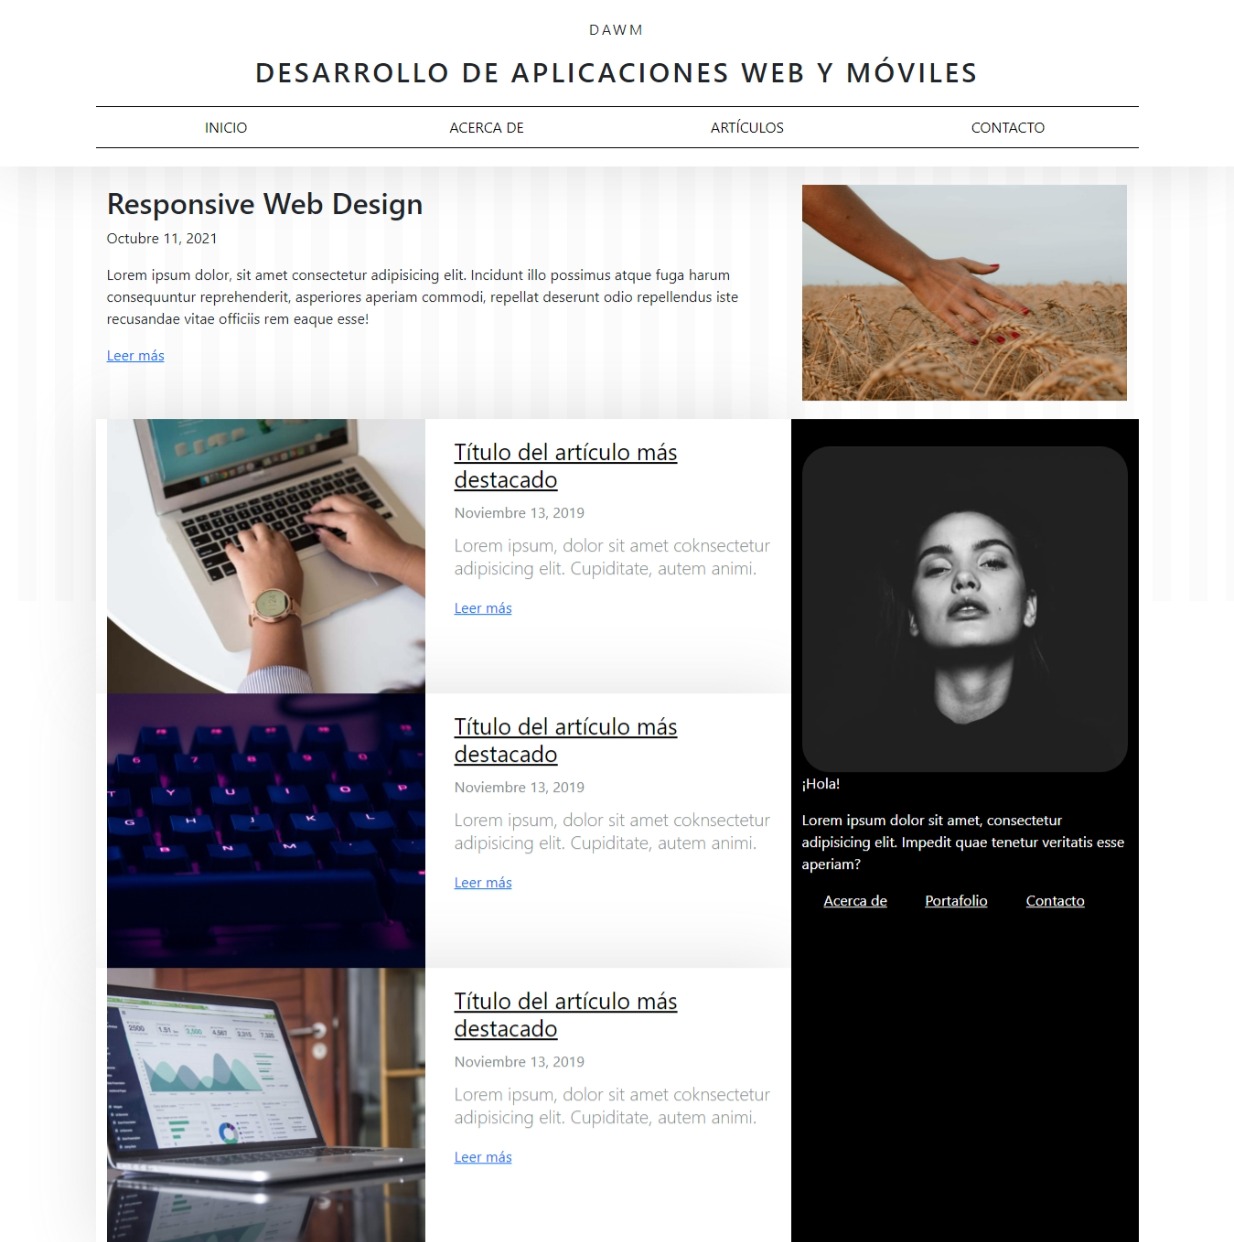 DAWM
DESARROLLO DE APLICACIONES WEB Y MÓVILES
INICIO
ACERCA DE
ARTÍCULOS
CONTACTO
Responsive Web Design
Octubre 11, 2021
Lorem ipsum dolor, sit amet consectetur adipisicing elit. Incidunt illo possimus atque fuga harum
consequuntur reprehenderit, asperiores aperiam commodi, repellat deserunt odio repellendus iste
recusandae vitae officiis rem eaque esse!
Leer más
Título del artículo más
destacado
Noviembre 13, 2019
Lorem ipsum, dolor sit amet coknsectetur
adipisicing elit. Cupiditate, autem animi.
Leer más
Título del artículo más
destacado
Noviembre 13, 2019
Lorem ipsum, dolor sit amet coknsectetur
adipisicing elit. Cupiditate, autem animi.
Leer más
Título del artículo más
destacado
Noviembre 13, 2019
Lorem ipsum, dolor sit amet coknsectetur
adipisicing elit. Cupiditate, autem animi.
Leer más
¡Hola!
Lorem ipsum dolor sit amet, consectetur
adipisicing elit. Impedit quae tenetur veritatis esse
aperiam?
Acerca de
Portafolio
Contacto